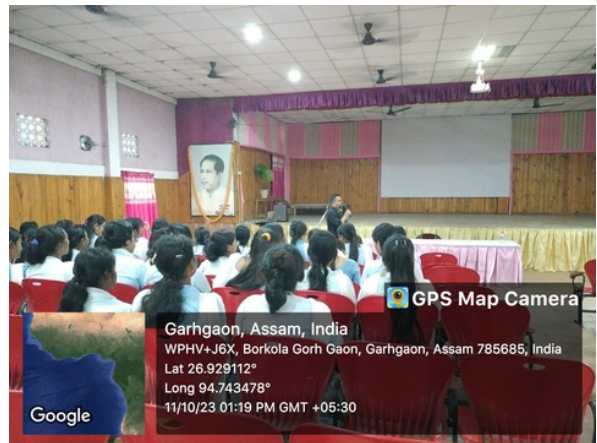 GPS Map Camera
Garhgaon, Assam, India
WPHV+J6X, Borkola Gorh Gaon, Garhgaon, Assam 785685, India
Lat 26.929112°
Long 94.743478°
11/10/23 01:19 PM GMT +05:30
Google